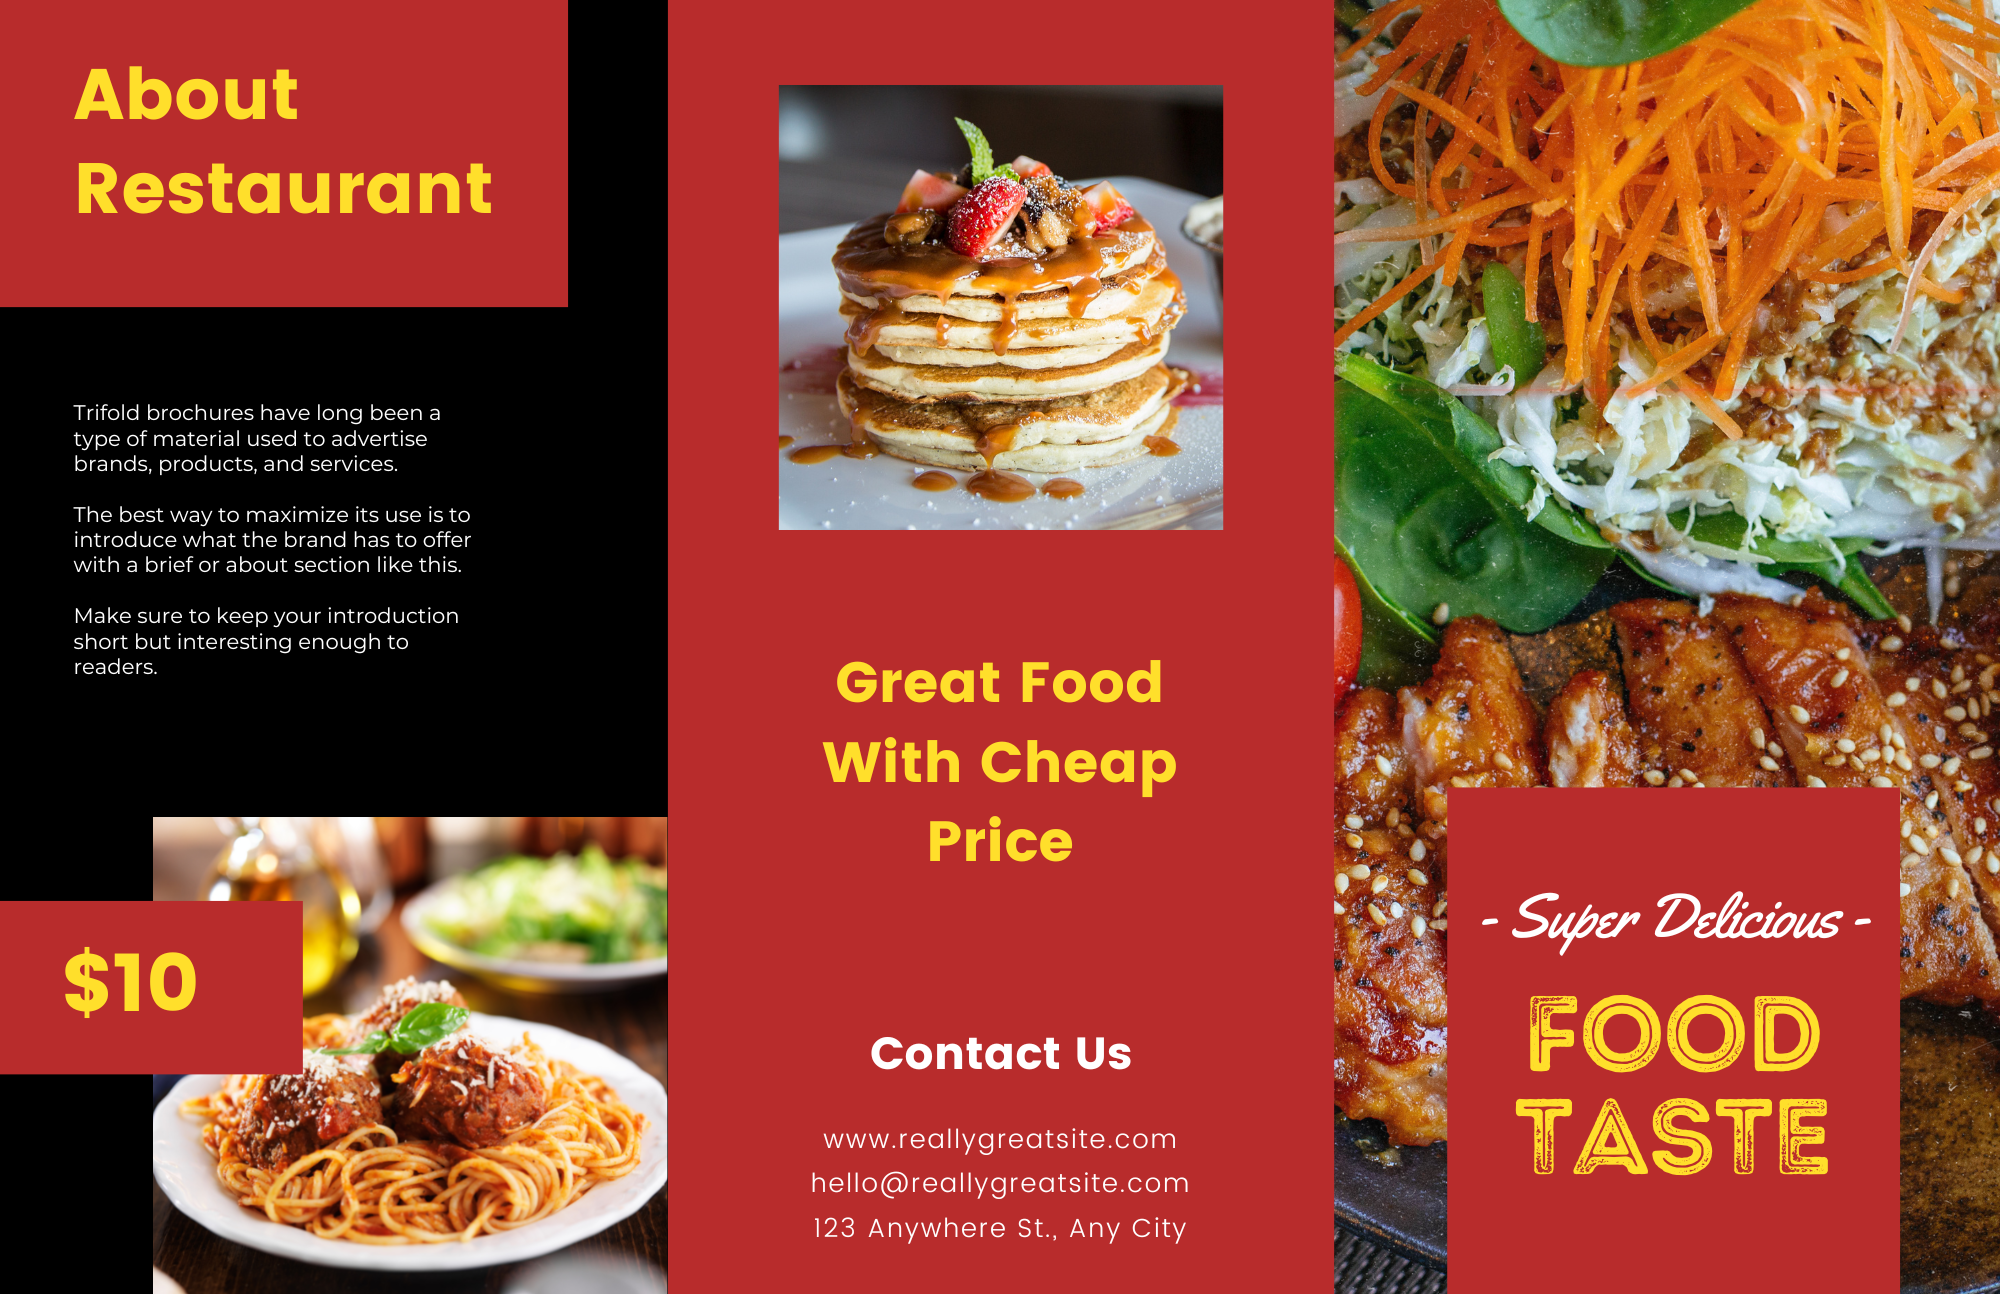 About
Restaurant
Trifold brochures have long been a
type of material used to advertise
brands, products, and services.
The best way to maximize its use is to
introduce what the brand has to offer
with a brief or about section like this.
Make sure to keep your introduction
short but interesting enough to
readers.
$10
Great Food
With Cheap
Price
Contact Us
www.reallygreatsite.com
hello@reallygreatsite.com
123 Anywhere St., Any City
- Super Delicious -
FOOD
TASTE